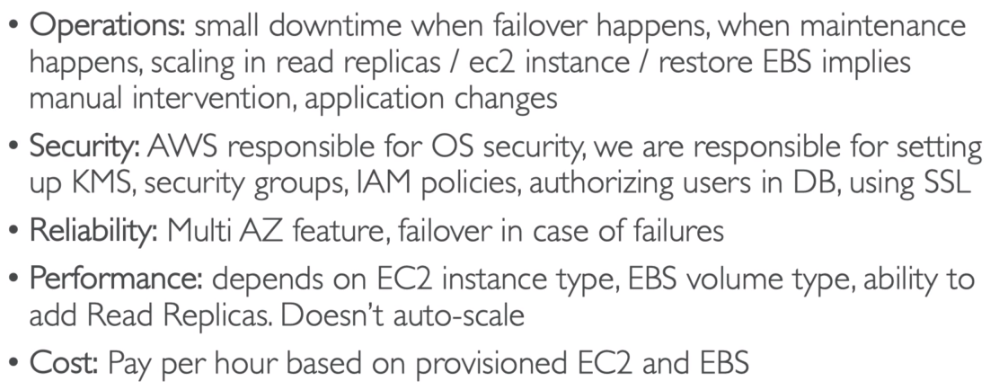 • Operations: small downtime when failover happens, when maintenance
happens, scaling in read replicas / ec2 instance / restore EBS implies
manual intervention, application changes
• Security: AWS responsible for OS security, we are responsible for setting
up KMS, security groups, IAM policies, authorizing users in DB, using SSL
• Reliability: Multi AZ feature, failover in case of failures
• Performance: depends on EC2 instance type, EBS volume type, ability to
add Read Replicas. Doesn't auto-scale
• Cost: Pay per hour based on provisioned EC2 and EBS